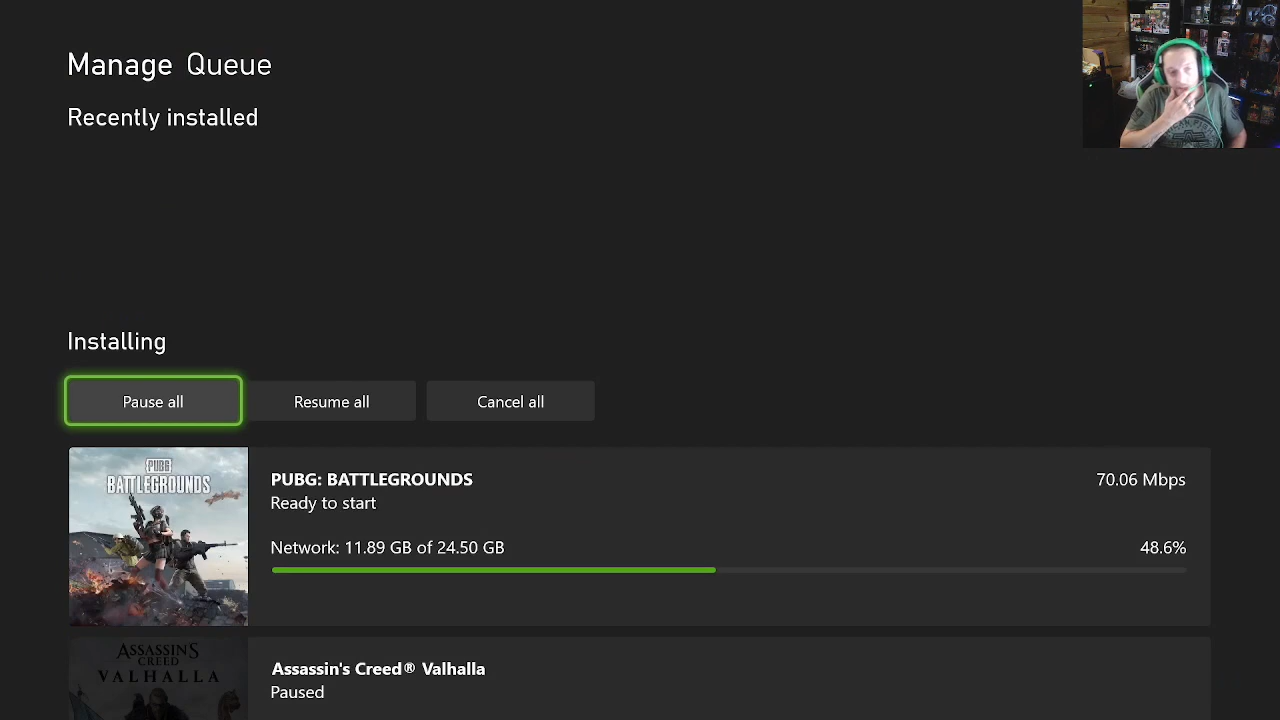 Manage Queue
Recently installed
Installing
Pause all
Resume all
Cancel all
PUBG
BATTLEGROUNDS
PUBG: BATTLEGROUNDS
70.06 Mbps
Ready to start
Network: 11.89 GB of 24.50 GB
48.6%
ASSASSIN'S
CREED
VALHALLA
Assassin's Creed® Valhalla
Paused